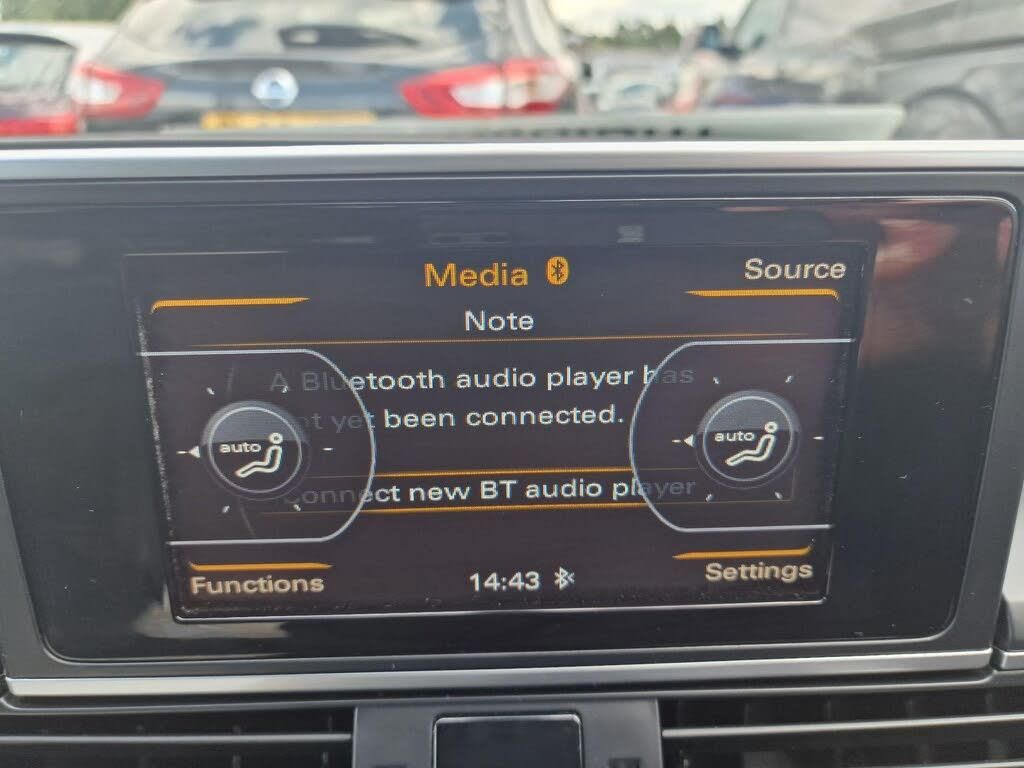 Media
Source
Note
A Bluetooth audio player has
not yet been connected.
auto
auto
Connect new BT audio player
Functions
14:43
Settings